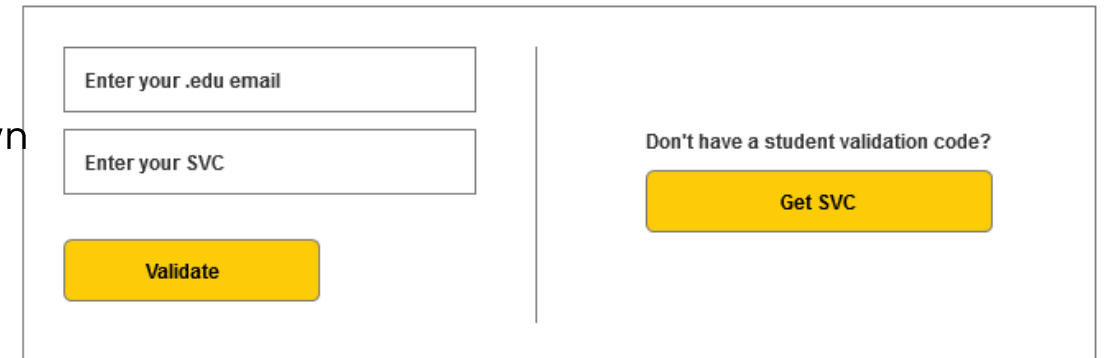 Enter your .edu email
Enter your SVC
Validate
Don't have a student validation code?
Get SVC